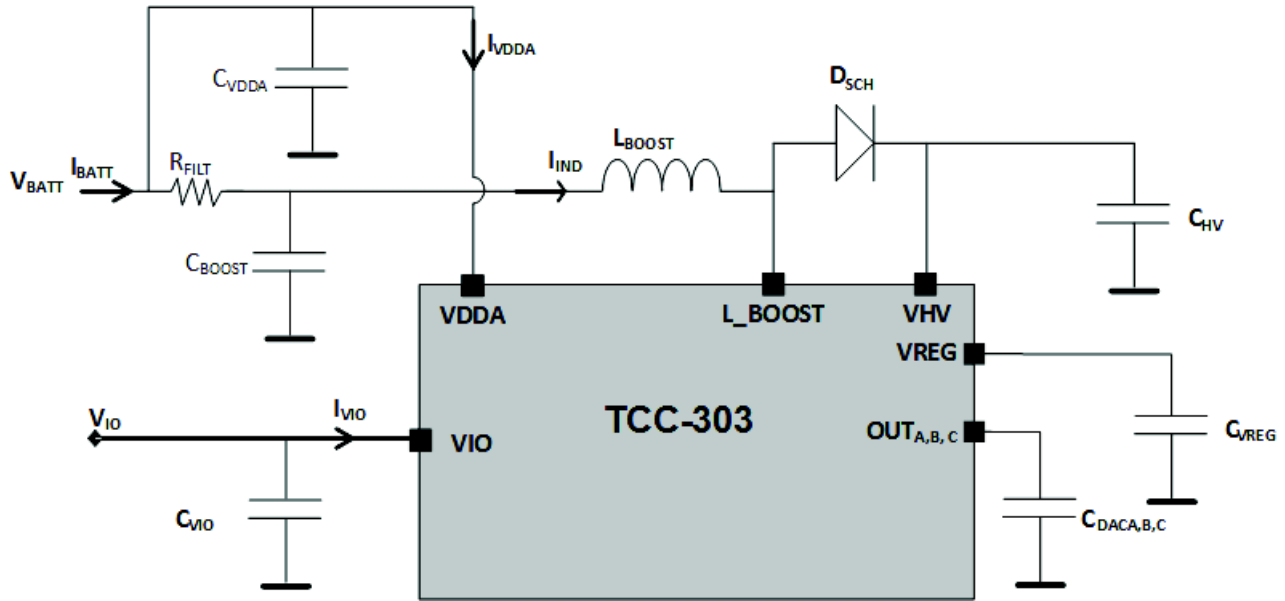 IVDDA
CVDDA
DSCH
LBOOST
IBATT
RFILT
IIND
VBATT
CHV
CBOOST
VDDA
L_BOOST
VHV
VREG
TCC-303
VIO
IVIO
VIO
OUTA,B, C
CVREG
CVIO
CDACA,B,C